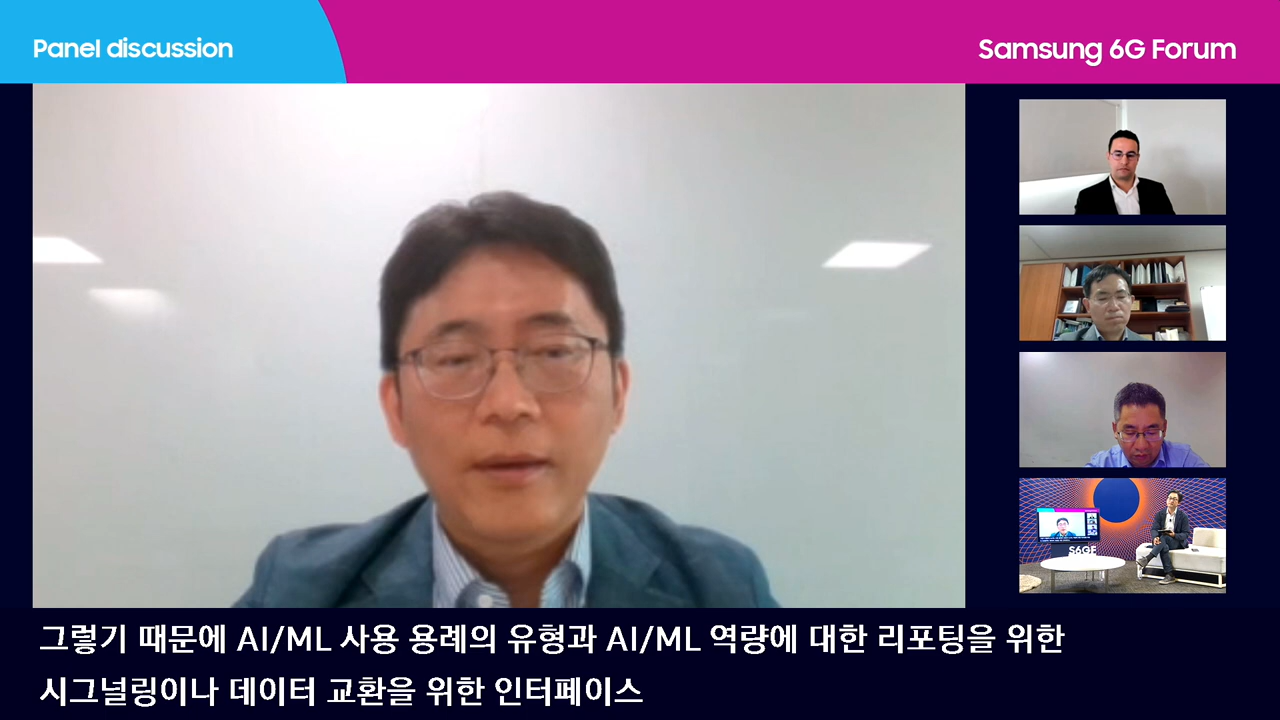 Panel discussion
Samsung 6G Forum
S6GF
그렇기 때문에 AI/ML 사용 용례의 유형과 AI/ML 역량에 대한 리포팅을 위한
시그널링이나 데이터 교환을 위한 인터페이스